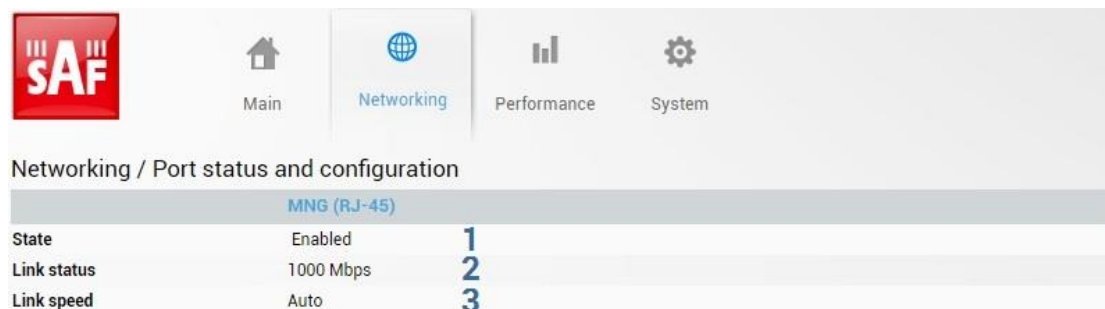 SAF
Main Networking Performance System
Networking / Port status and configuration
MNG (RJ-45)
State Enabled 1
Link status 1000 Mbps 2
Link speed Auto 3